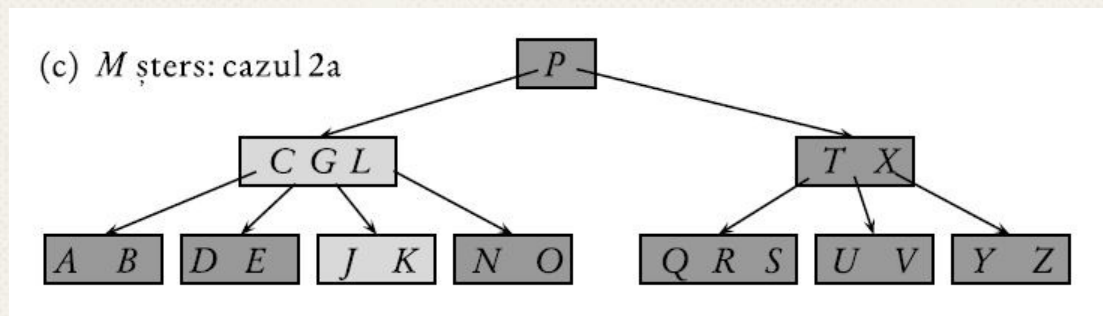 (c) M șters: cazul 2a
P
C G L
T X
A B
D E
J K
N O
Q R S
U V
Y Z